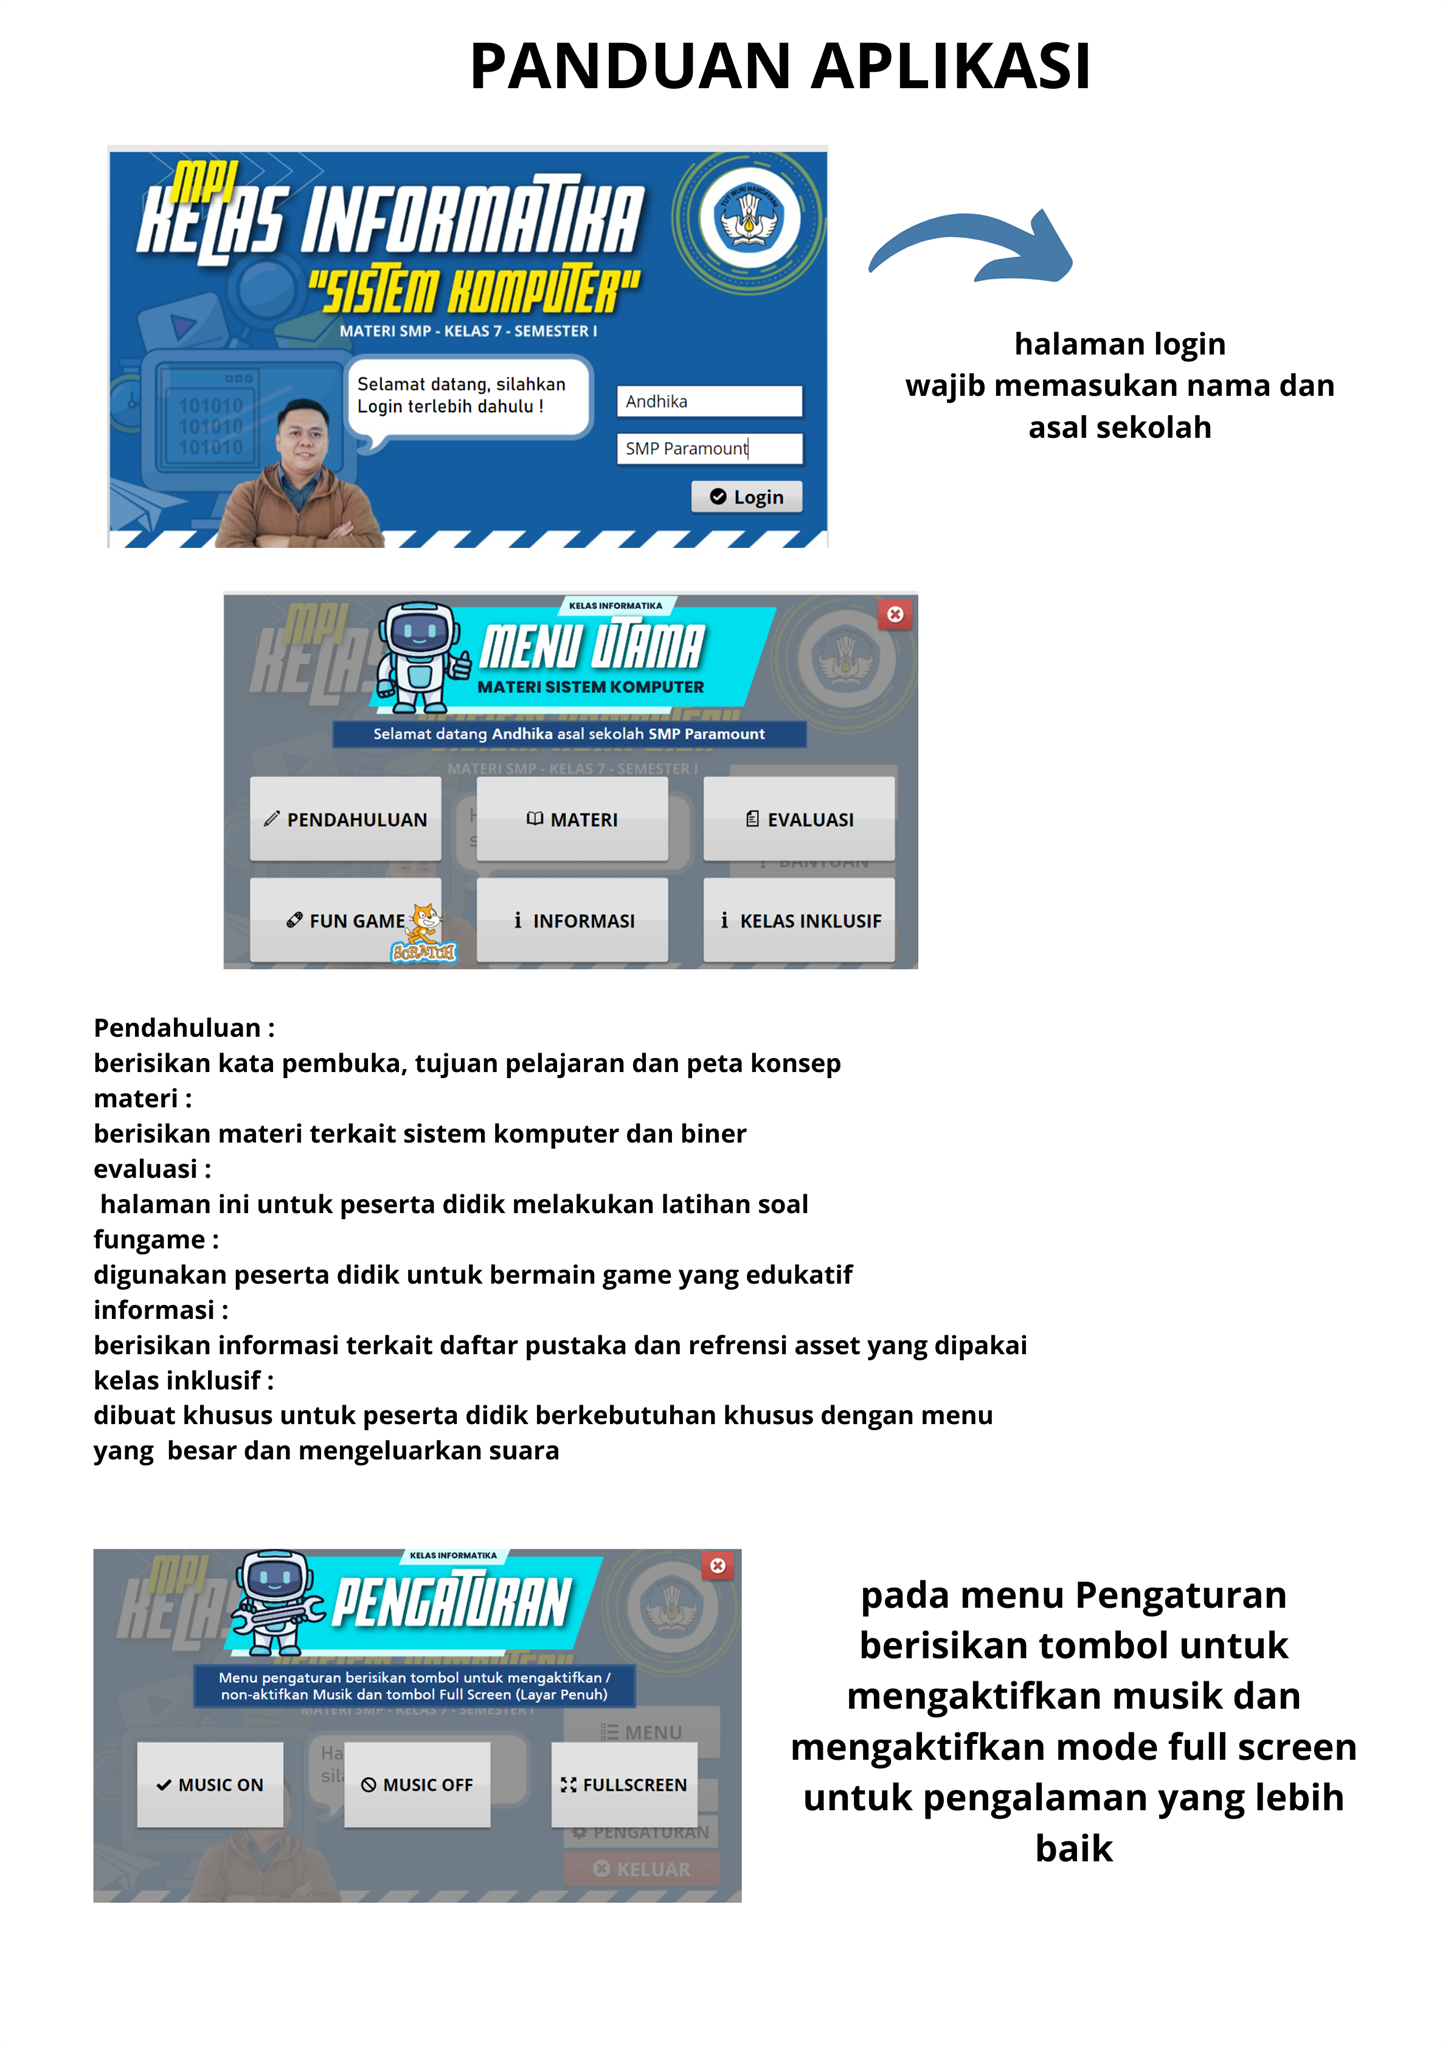 PANDUAN APLIKASI
MPI
KELAS INFORMATIKA
"SISTEM KOMPUTER"
MATERI SMP - KELAS 7 - SEMESTER I
TUT WURI HANDAYANI
Selamat datang, silahkan
Login terlebih dahulu !
101010
101010
101010
Andhika
SMP Paramount
Login
halaman login
wajib memasukan nama dan
asal sekolah
KELAS INFORMATIKA
MENU UTAMA
MATERI SISTEM KOMPUTER
MPI
KELAS
Selamat datang Andhika asal sekolah SMP Paramount
MATERI SMP - KELAS 7 - SEMESTER I
PENDAHULUAN
MATERI
EVALUASI
BANTUAN
FUN GAME
SCRATCH
INFORMASI
KELAS INKLUSIF
Pendahuluan :
berisikan kata pembuka, tujuan pelajaran dan peta konsep
materi :
berisikan materi terkait sistem komputer dan biner
evaluasi :
halaman ini untuk peserta didik melakukan latihan soal
fungame :
digunakan peserta didik untuk bermain game yang edukatif
informasi :
berisikan informasi terkait daftar pustaka dan refrensi asset yang dipakai
kelas inklusif :
dibuat khusus untuk peserta didik berkebutuhan khusus dengan menu
yang besar dan mengeluarkan suara
KELAS INFORMATIKA
PENGATURAN
MPI
KELAS
Menu pengaturan berisikan tombol untuk mengaktifkan /
non-aktifkan Musik dan tombol Full Screen (Layar Penuh)
MATERI SMP - KELAS 7 - SEMESTER I
MENU
MUSIC ON
MUSIC OFF
FULLSCREEN
PENGATURAN
KELUAR
pada menu Pengaturan
berisikan tombol untuk
mengaktifkan musik dan
mengaktifkan mode full screen
untuk pengalaman yang lebih
baik